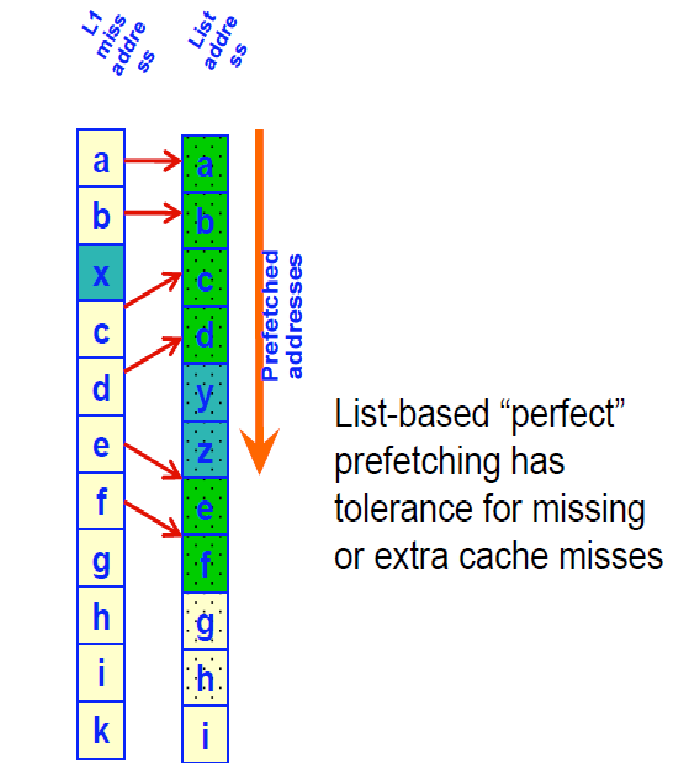 L1
miss
addre
ss
List
addre
ss
a
b
x
c
d
e
f
g
h
i
k
a
b
c
d
y
z
e
f
g
h
i
Prefetched
addresses
List-based “perfect”
prefetching has
tolerance for missing
or extra cache misses